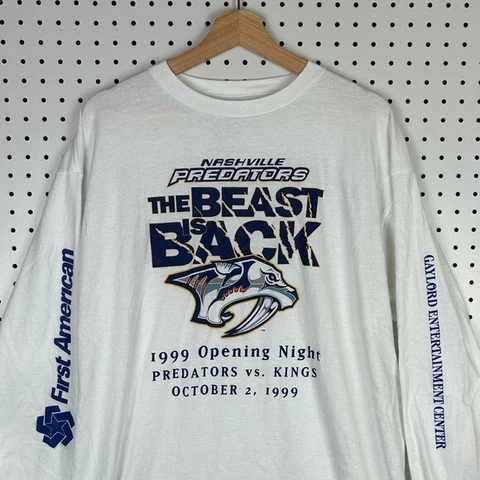 NASHVILLE
PREDATORS
THE BEAST
IS
BACK
1999 Opening Night
PREDATORS vs. KINGS
OCTOBER 2, 1999
First American
GAYLORD ENTERTAINMENT CENTER